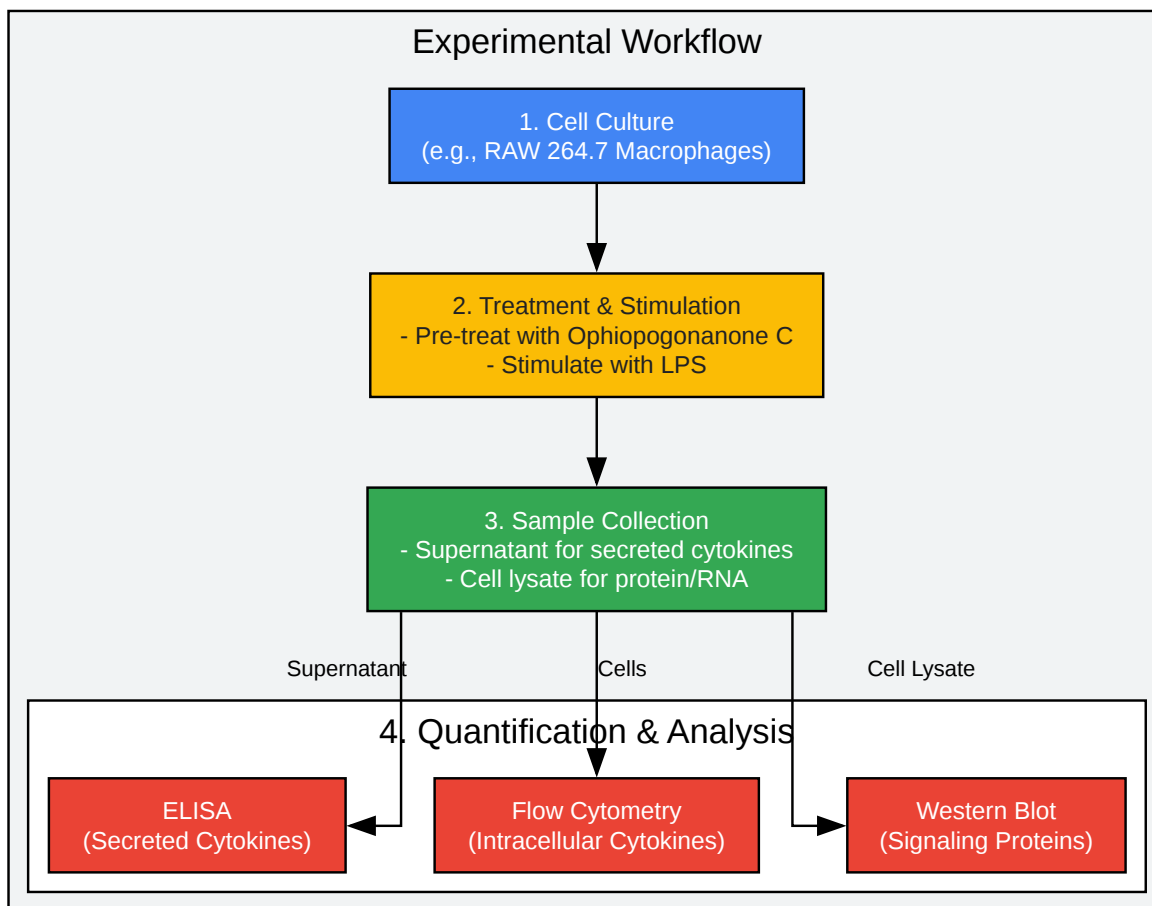 Experimental Workflow
1. Cell Culture
(e.g., RAW 264.7 Macrophages)
2. Treatment & Stimulation
- Pre-treat with Ophiopogonanone C
- Stimulate with LPS
3. Sample Collection
- Supernatant for secreted cytokines
- Cell lysate for protein/RNA
Supernatant
Cells
Cell Lysate
4. Quantification & Analysis
ELISA
(Secreted Cytokines)
Flow Cytometry
(Intracellular Cytokines)
Western Blot
(Signaling Proteins)